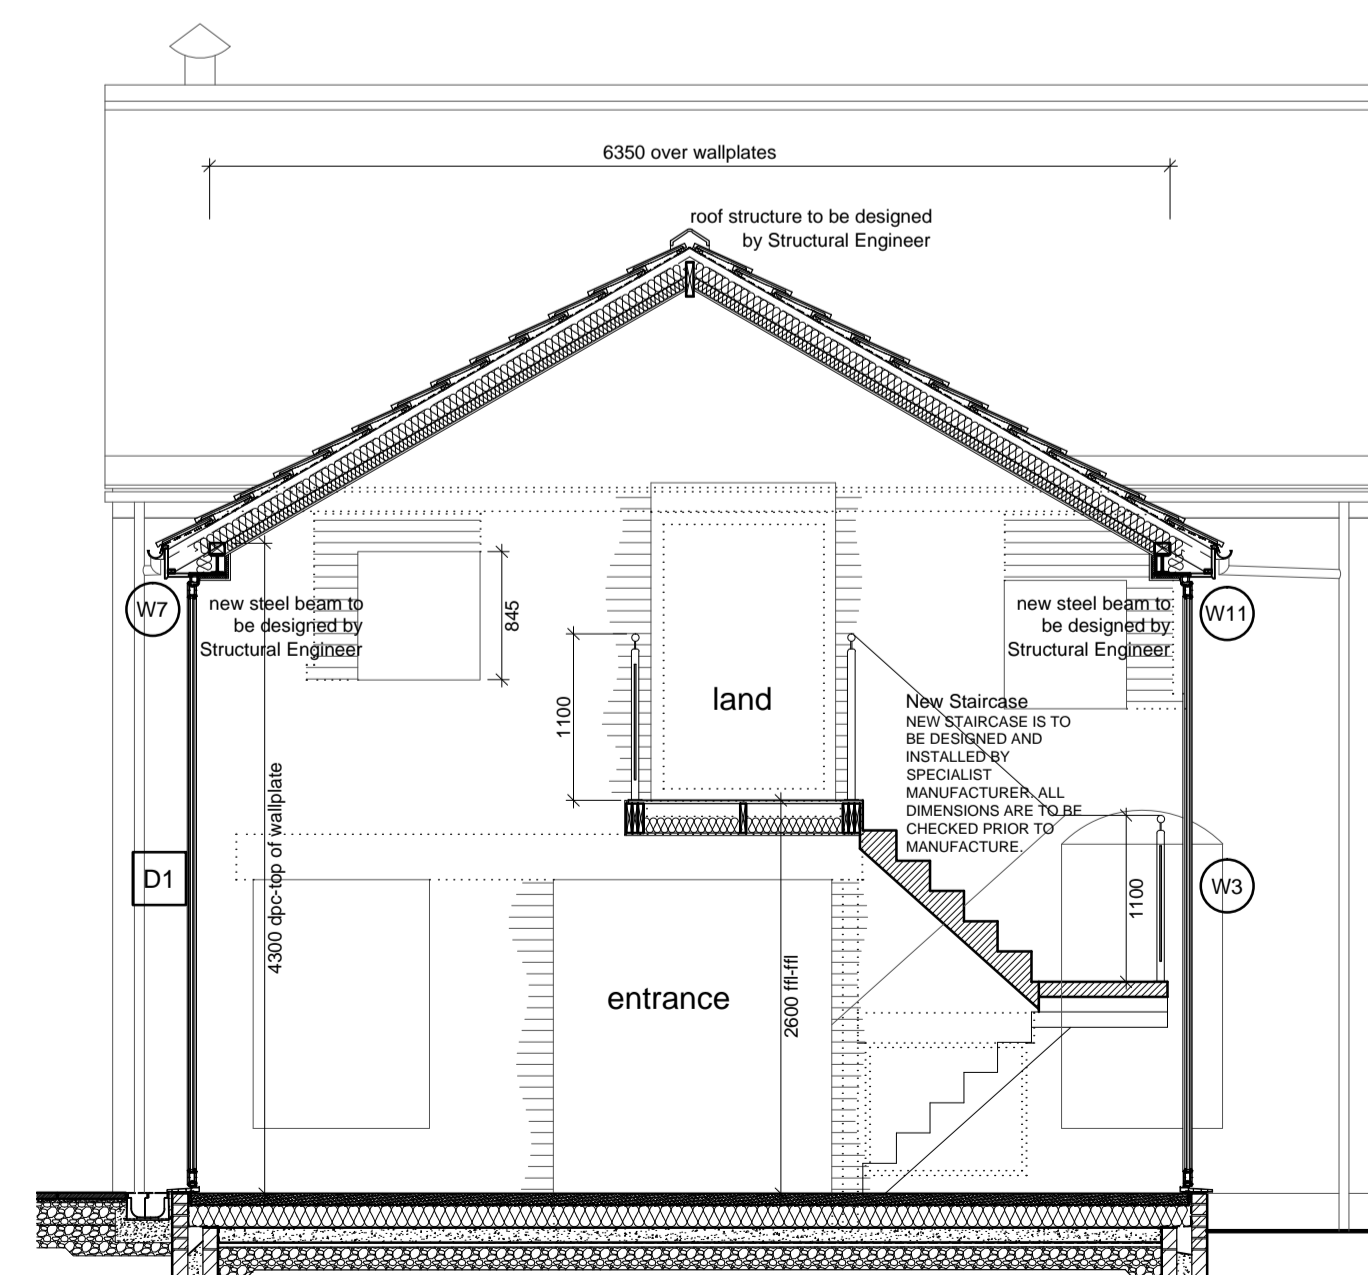 6350 over wallplates
roof structure to be designed
by Structural Engineer
W7
new steel beam to
be designed by
Structural Engineer
845
new steel beam to
be designed by
Structural Engineer
W11
1100
land
New Staircase
NEW STAIRCASE IS TO
BE DESIGNED AND
INSTALLED BY
SPECIALIST
MANUFACTURER. ALL
DIMENSIONS ARE TO BE
CHECKED PRIOR TO
MANUFACTURE.
4300 dpc-top of wallplate
D1
1100
W3
entrance
2600 ffl-ffl